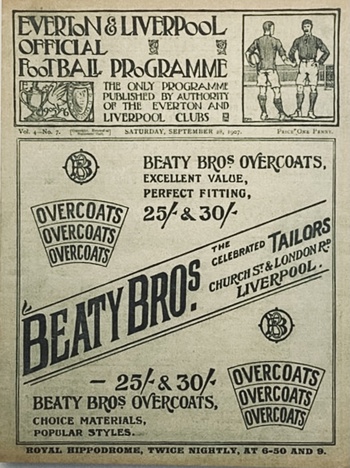 EVERTON & LIVERPOOL
OFFICIAL
FOOTBALL PROGRAMME
THE ONLY PROGRAMME
PUBLISHED BY AUTHORITY
OF THE EVERTON AND
LIVERPOOL CLUBS
Vol. 4—No. 7.
SATURDAY, SEPTEMBER 28, 1907.
PRICE ONE PENNY.
BEATY BROS OVERCOATS,
EXCELLENT VALUE,
PERFECT FITTING,
25/- & 30/-
OVERCOATS
OVERCOATS
OVERCOATS
BEATY BROS.
THE
CELEBRATED TAILORS
CHURCH ST & LONDON RD
LIVERPOOL.
— 25/- & 30/-
BEATY BROS OVERCOATS,
CHOICE MATERIALS,
POPULAR STYLES.
OVERCOATS
OVERCOATS
OVERCOATS
ROYAL HIPPODROME, TWICE NIGHTLY, AT 6-50 AND 9.